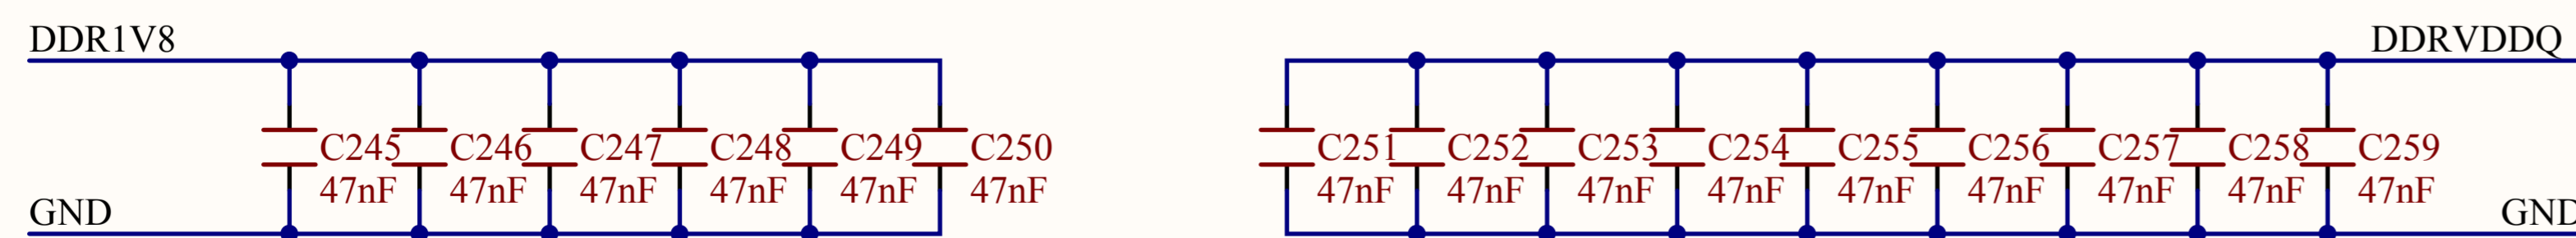 DDR1V8
DDRVDDQ
C245 C246 C247 C248 C249 C250 C251 C252 C253 C254 C255 C256 C257 C258 C259
47nF 47nF 47nF 47nF 47nF 47nF 47nF 47nF 47nF 47nF 47nF 47nF 47nF 47nF 47nF
GND
GND